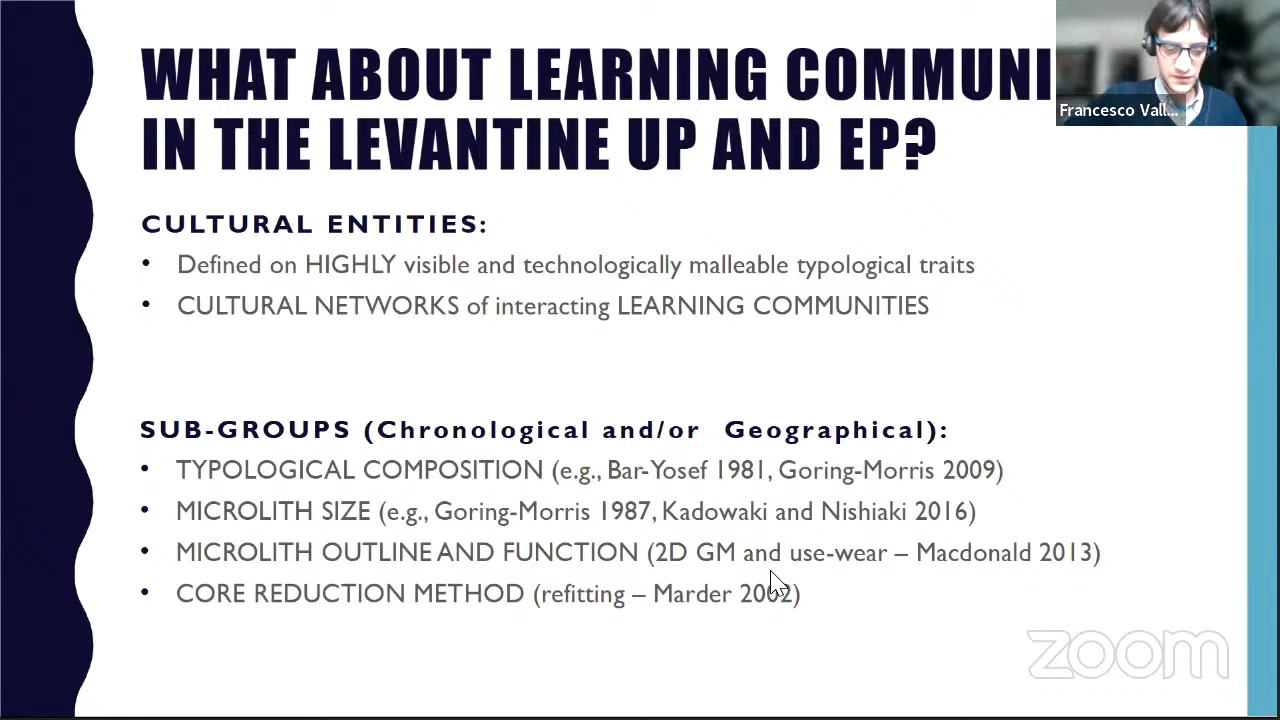 WHAT ABOUT LEARNING COMMUNI
IN THE LEVANTINE UP AND EP?
Francesco Vall...
CULTURAL ENTITIES:
• Defined on HIGHLY visible and technologically malleable typological traits
• CULTURAL NETWORKS of interacting LEARNING COMMUNITIES
SUB-GROUPS (Chronological and/or Geographical):
• TYPOLOGICAL COMPOSITION (e.g., Bar-Yosef 1981, Goring-Morris 2009)
• MICROLITH SIZE (e.g., Goring-Morris 1987, Kadowaki and Nishiaki 2016)
• MICROLITH OUTLINE AND FUNCTION (2D GM and use-wear – Macdonald 2013)
• CORE REDUCTION METHOD (refitting – Marder 2002)
zoom